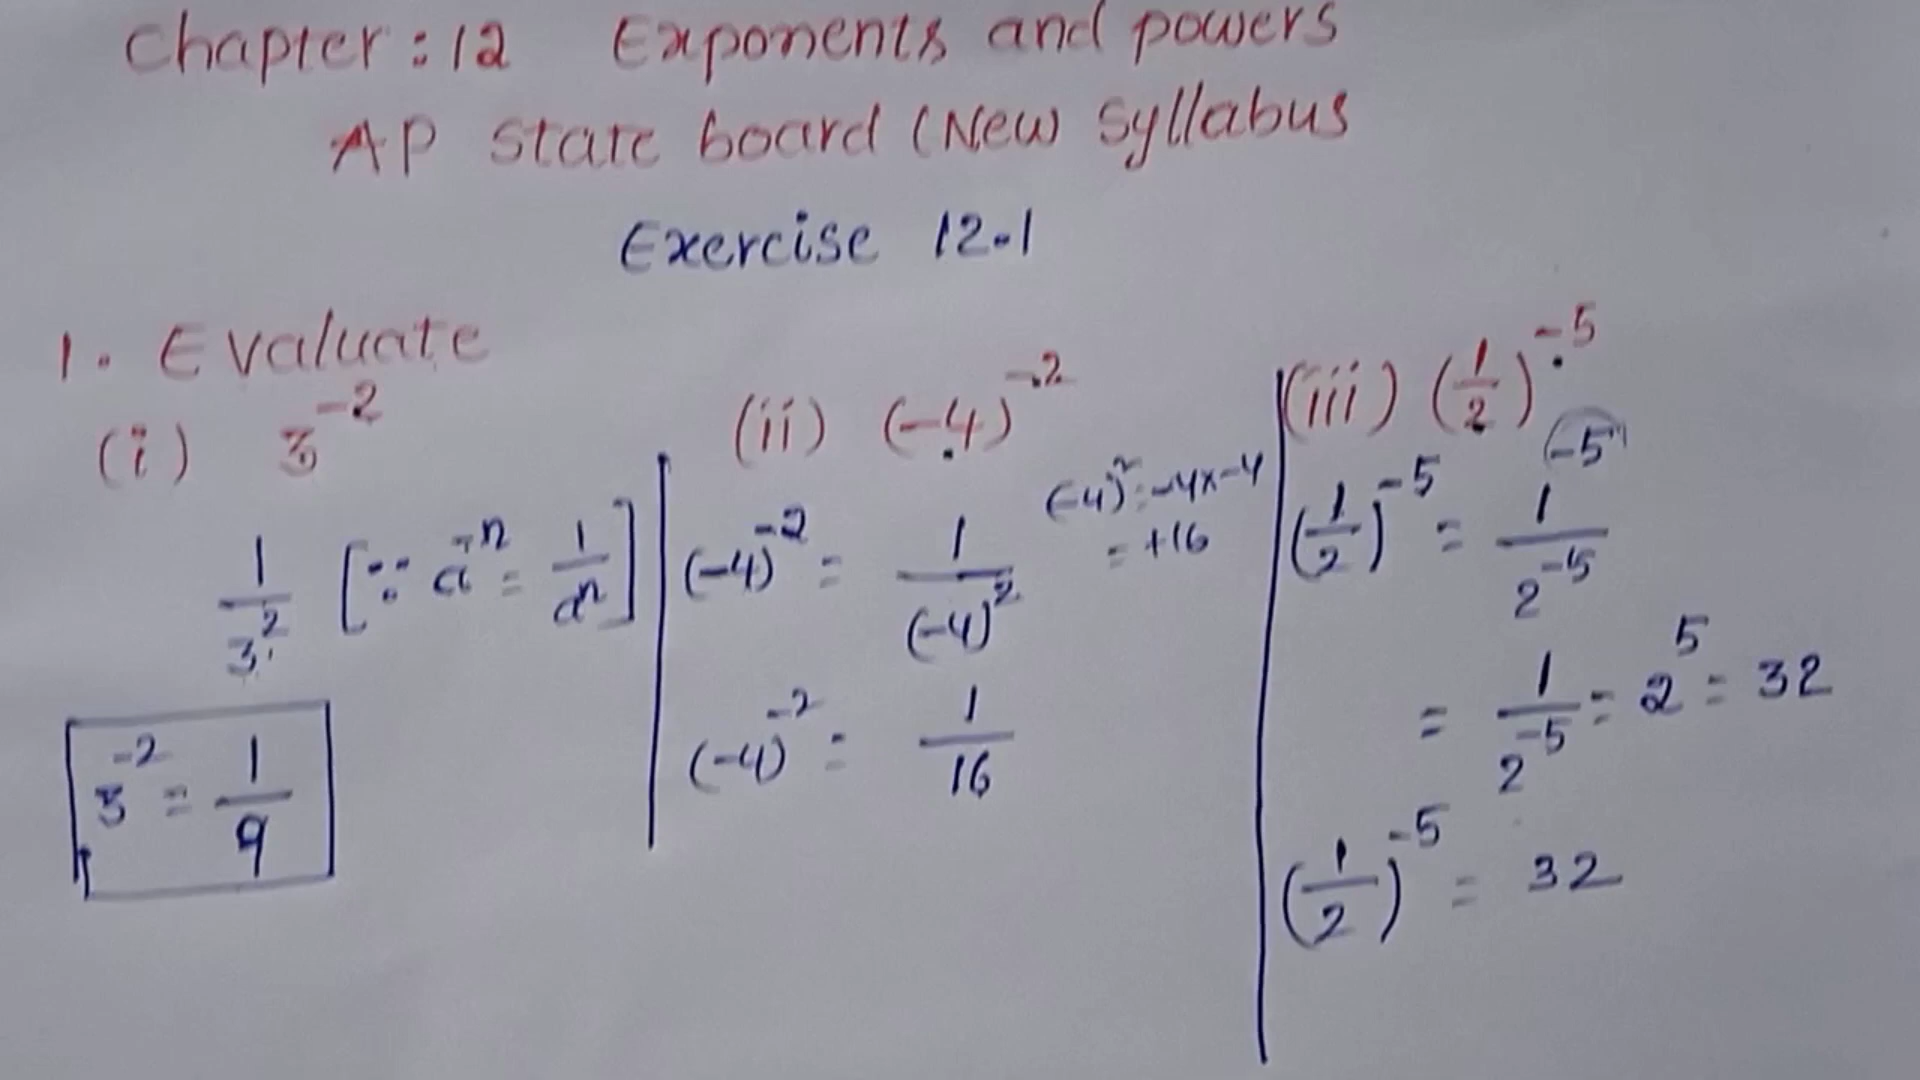 Chapter : 12 Exponents and powers
AP state board (New syllabus
Exercise 12.1
1. Evaluate
(i) 3^-2
1/3^2 [∵ a^-n = 1/a^n]
3^-2 = 1/9
(ii) (-4)^-2
(-4)^-2 = 1/(-4)^2
(-4)^2 = -4x-4
= +16
(-4)^-2 = 1/16
(iii) (1/2)^-5
(-5)
(1/2)^-5 = 1/2^-5
= 1/2^-5 = 2^5 = 32
(1/2)^-5 = 32